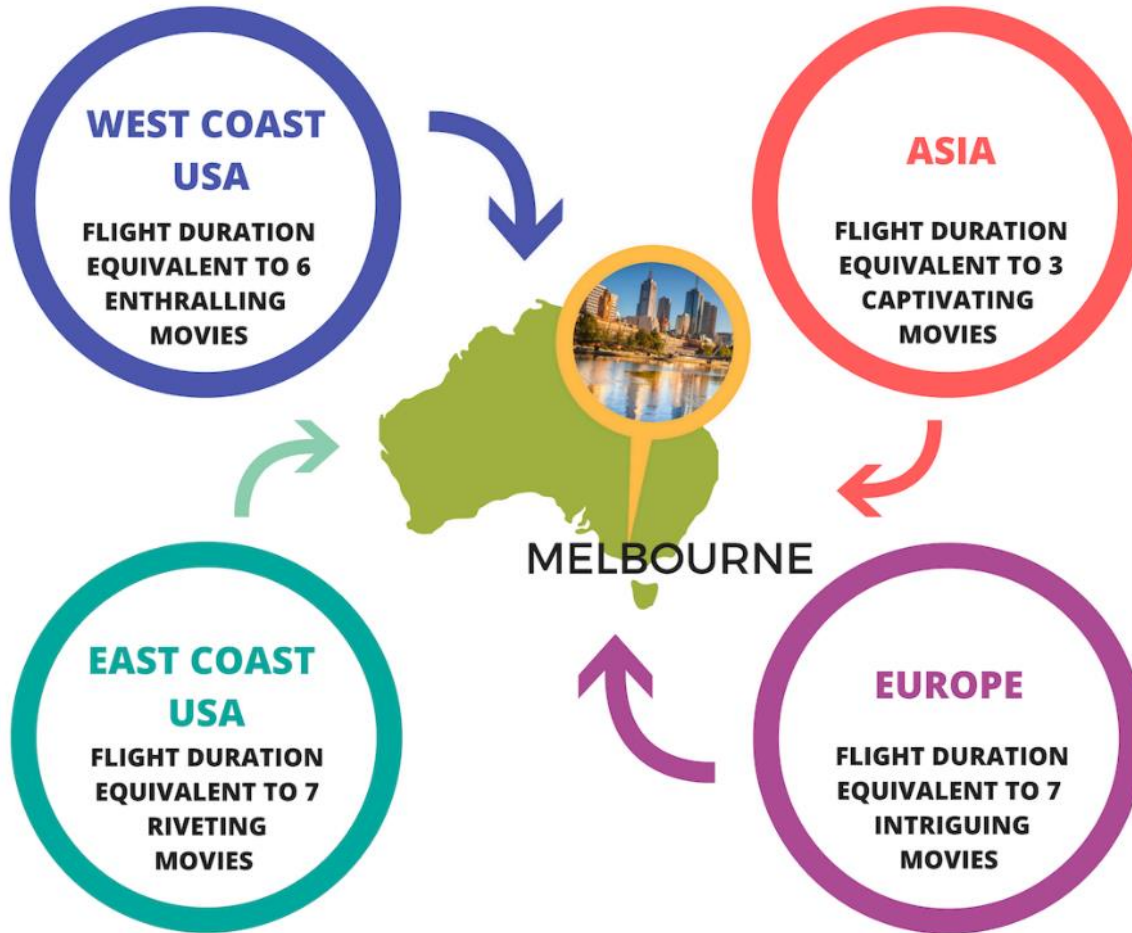 WEST COAST
USA
FLIGHT DURATION
EQUIVALENT TO 6
ENTHRALLING
MOVIES
ASIA
FLIGHT DURATION
EQUIVALENT TO 3
CAPTIVATING
MOVIES
MELBOURNE
EAST COAST
USA
FLIGHT DURATION
EQUIVALENT TO 7
RIVETING
MOVIES
EUROPE
FLIGHT DURATION
EQUIVALENT TO 7
INTRIGUING
MOVIES